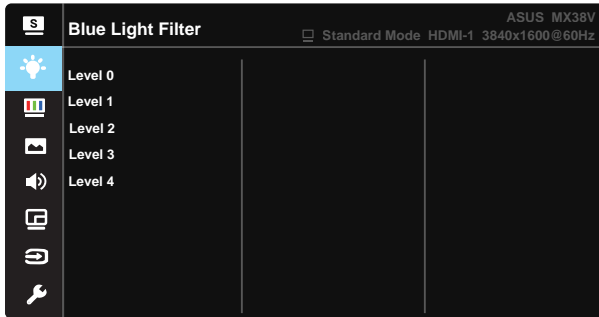 S
Blue Light Filter
ASUS MX38V
Standard Mode HDMI-1 3840x1600@60Hz
Level 0
Level 1
Level 2
Level 3
Level 4